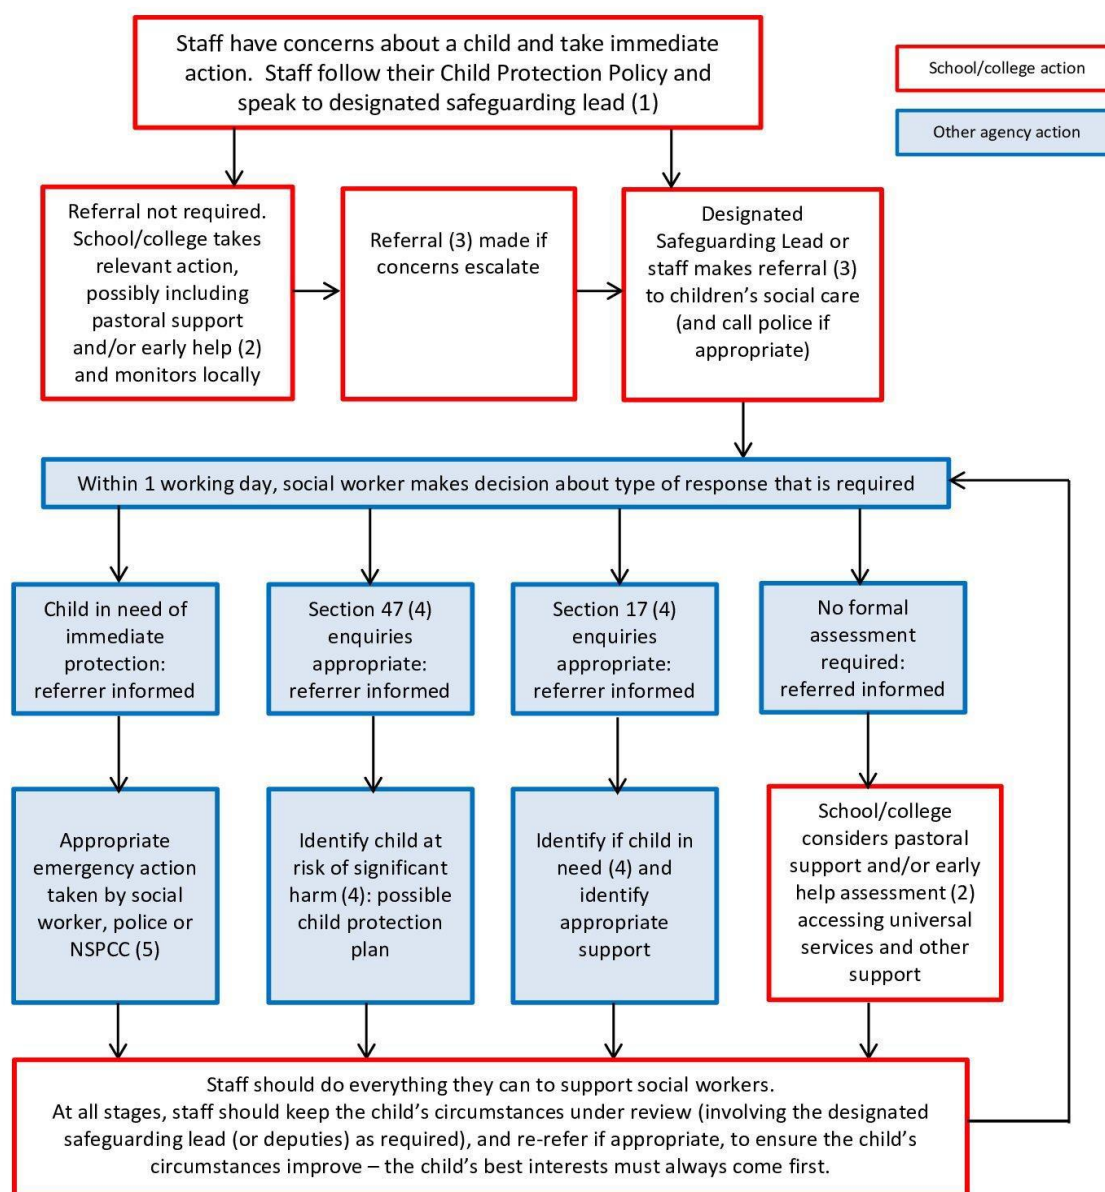 Staff have concerns about a child and take immediate
action.  Staff follow their Child Protection Policy and
speak to designated safeguarding lead (1)
School/college action
Other agency action
Referral not required.
School/college takes
relevant action,
possibly including
pastoral support
and/or early help (2)
and monitors locally
Referral (3) made if
concerns escalate
Designated
Safeguarding Lead or
staff makes referral (3)
to children’s social care
(and call police if
appropriate)
Within 1 working day, social worker makes decision about type of response that is required
Child in need of
immediate
protection:
referrer informed
Section 47 (4)
enquiries
appropriate:
referrer informed
Section 17 (4)
enquiries
appropriate:
referrer informed
No formal
assessment
required:
referred informed
Appropriate
emergency action
taken by social
worker, police or
NSPCC (5)
Identify child at
risk of significant
harm (4): possible
child protection
plan
Identify if child in
need (4) and
identify
appropriate
support
School/college
considers pastoral
support and/or early
help assessment (2)
accessing universal
services and other
support
Staff should do everything they can to support social workers.
At all stages, staff should keep the child’s circumstances under review (involving the designated
safeguarding lead (or deputies) as required), and re-refer if appropriate, to ensure the child’s
circumstances improve – the child’s best interests must always come first.